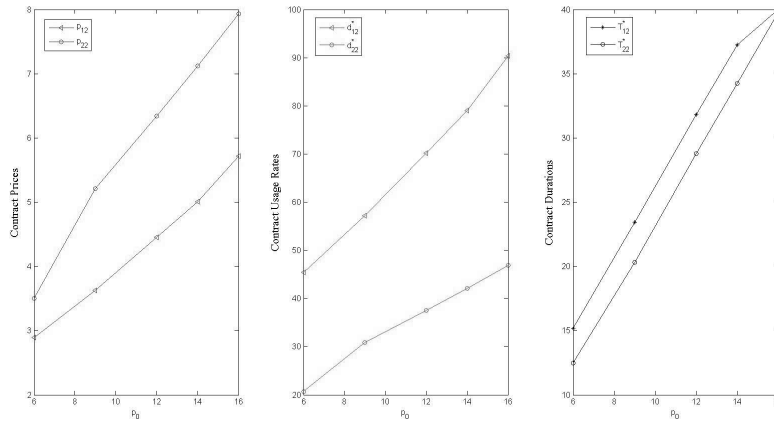 Contract Prices
8
7
6
5
4
3
2
p12
p22
6 8 10 12 14 16
p0
Contract Usage Rates
100
90
80
70
60
50
40
30
20
d*12
d*22
6 8 10 12 14 16
p0
Contract Durations
40
35
30
25
20
15
10
T*12
T*22
6 8 10 12 14
p0